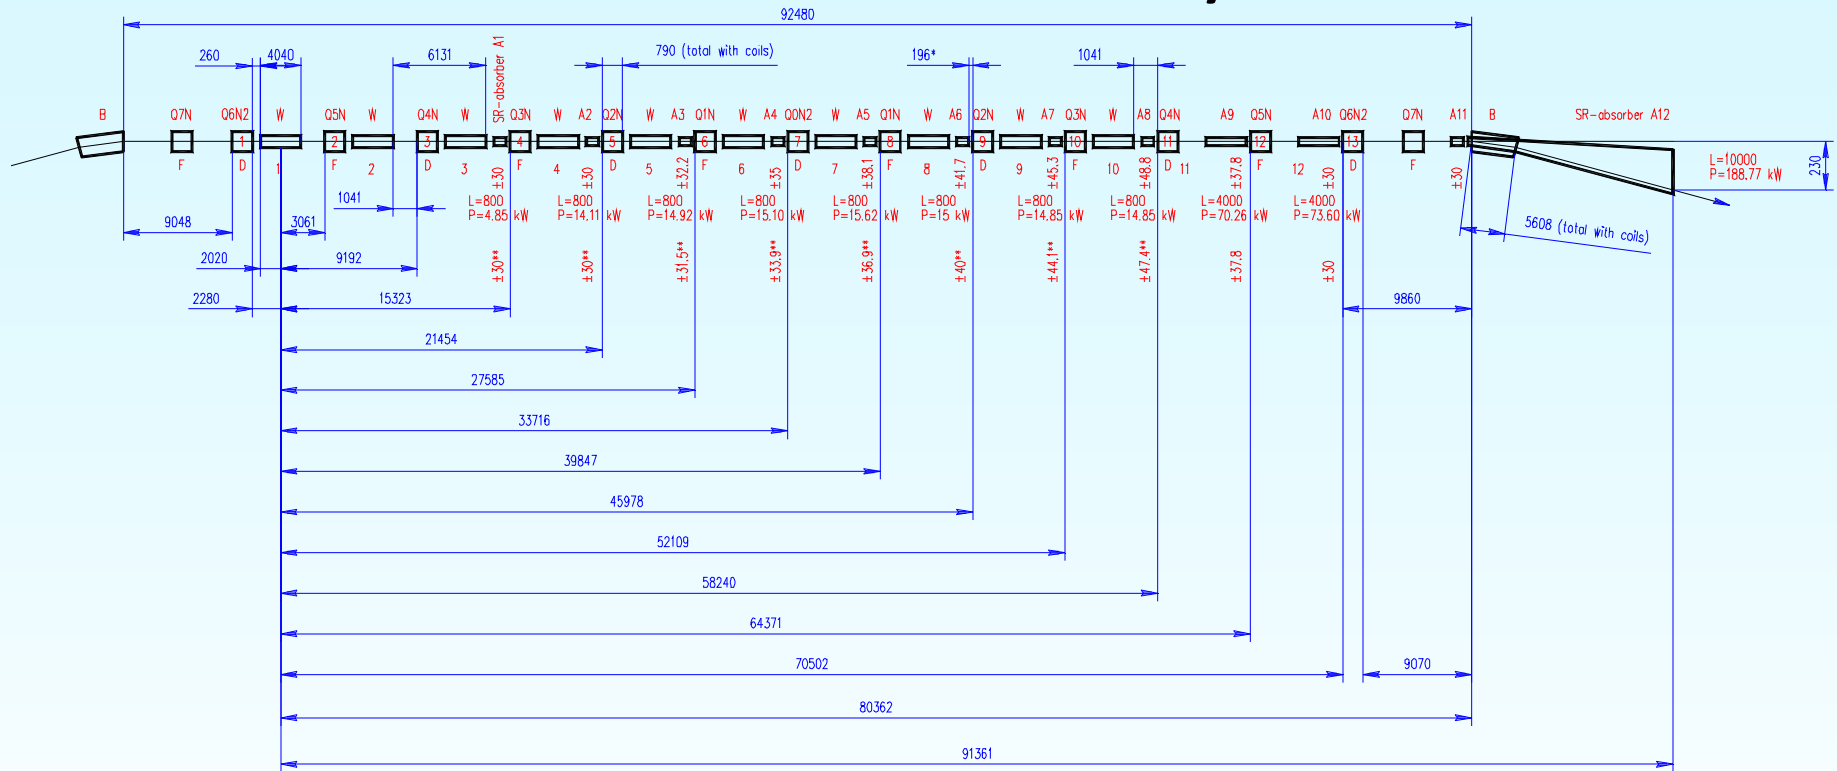 92480
260
4040
6131
SR-absorber A1
790 (total with coils)
196*
1041
B Q7N Q6N2 W Q5N W Q4N W Q3N W A2 Q2N W A3 Q1N W A4 Q0N2 W A5 Q1N W A6 Q2N W A7 Q3N W A8 Q4N A9 Q5N A10 Q6N2 Q7N A11 B SR-absorber A12
1 2 3 4 5 6 7 8 9 10 11 12 13
F D 1 F 2 D 3 F 4 D 5 F 6 D 7 F 8 D 9 F 10 D 11 F 12 D F
±30 ±30 ±32.2 ±35 ±38.1 ±41.7 ±45.3 ±48.8 ±37.8 ±30 ±30
L=10000
P=188.77 kW
230
1041
L=800
P=4.85 kW
L=800
P=14.11 kW
L=800
P=14.92 kW
L=800
P=15.10 kW
L=800
P=15.62 kW
L=800
P=15 kW
L=800
P=14.85 kW
L=800
P=14.85 kW
L=4000
P=70.26 kW
L=4000
P=73.60 kW
9048
3061
5608 (total with coils)
±30** ±30** ±31.5** ±33.9** ±36.9** ±40** ±44.1** ±47.4** ±37.8 ±30
2020
9192
2280
15323
9860
21454
27585
33716
39847
45978
52109
58240
64371
70502
9070
80362
91361